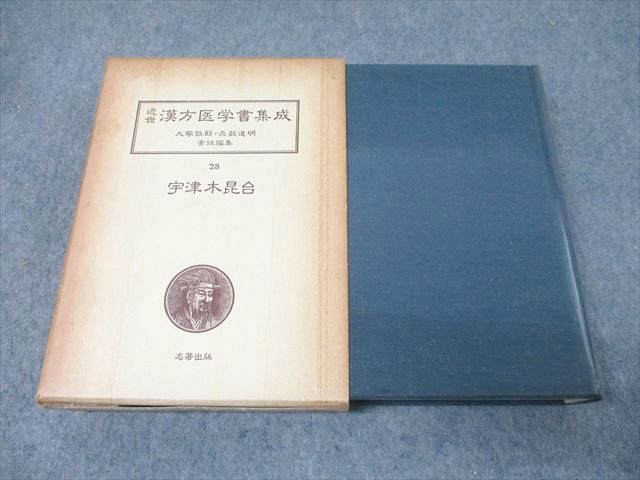 近世 漢方医学書集成
大塚敬節・矢数道明
責任編集
28
宇津木昆台
名著出版